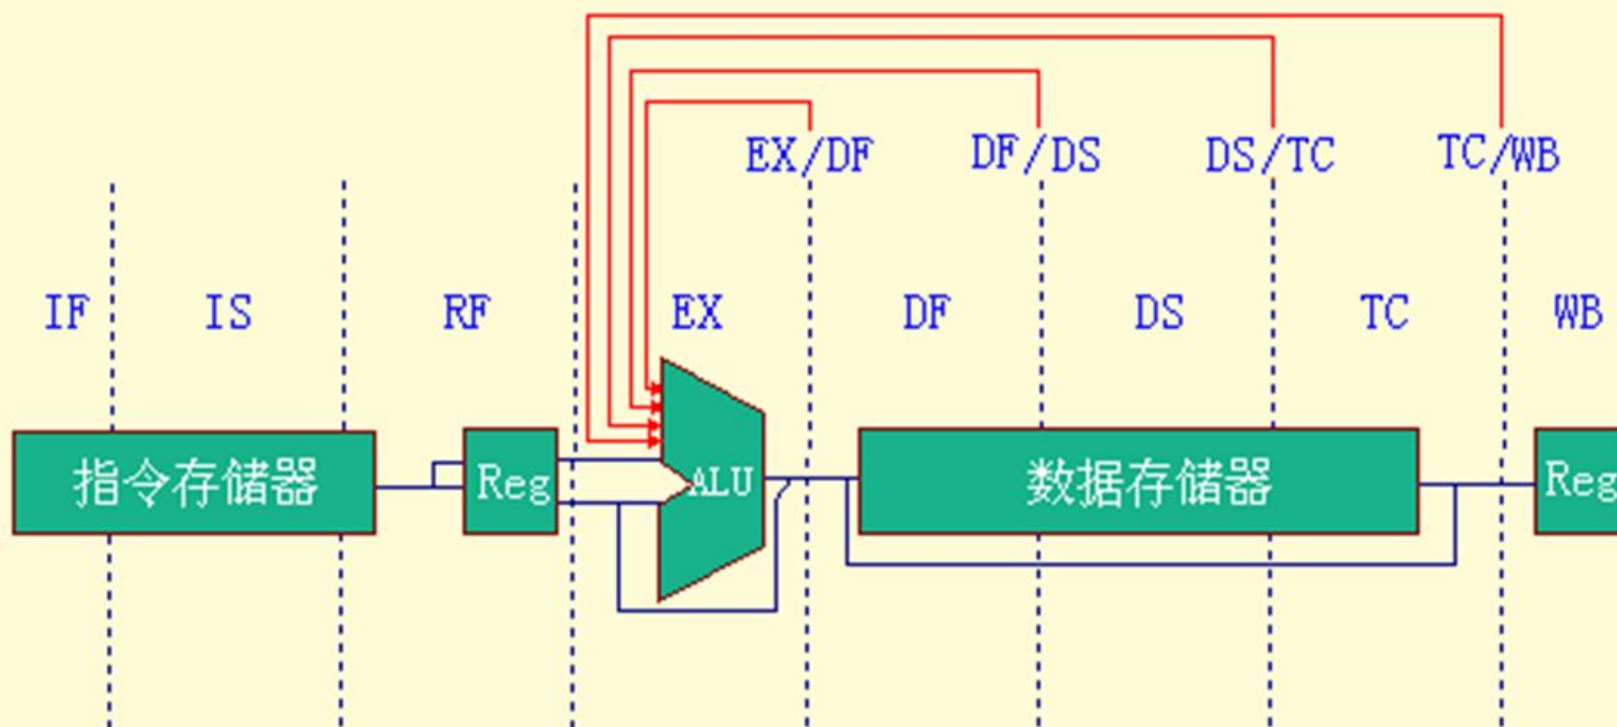 EX/DF DF/DS DS/TC TC/WB
IF IS RF EX DF DS TC WB
指令存储器 Reg ALU 数据存储器 Reg